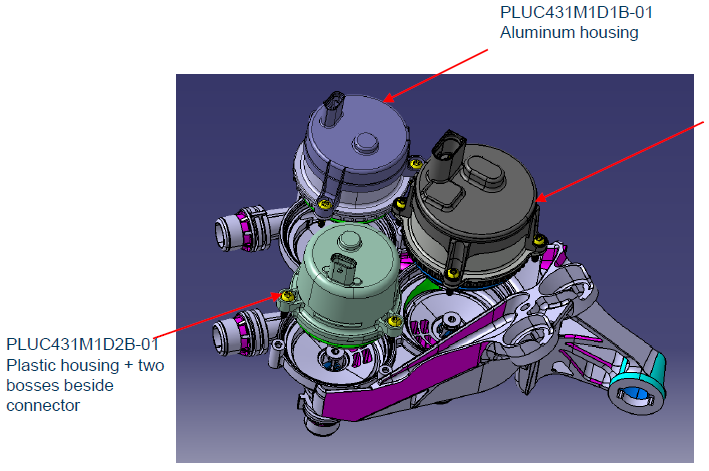 PLUC431M1D1B-01
Aluminum housing
PLUC431M1D2B-01
Plastic housing + two
bosses beside
connector